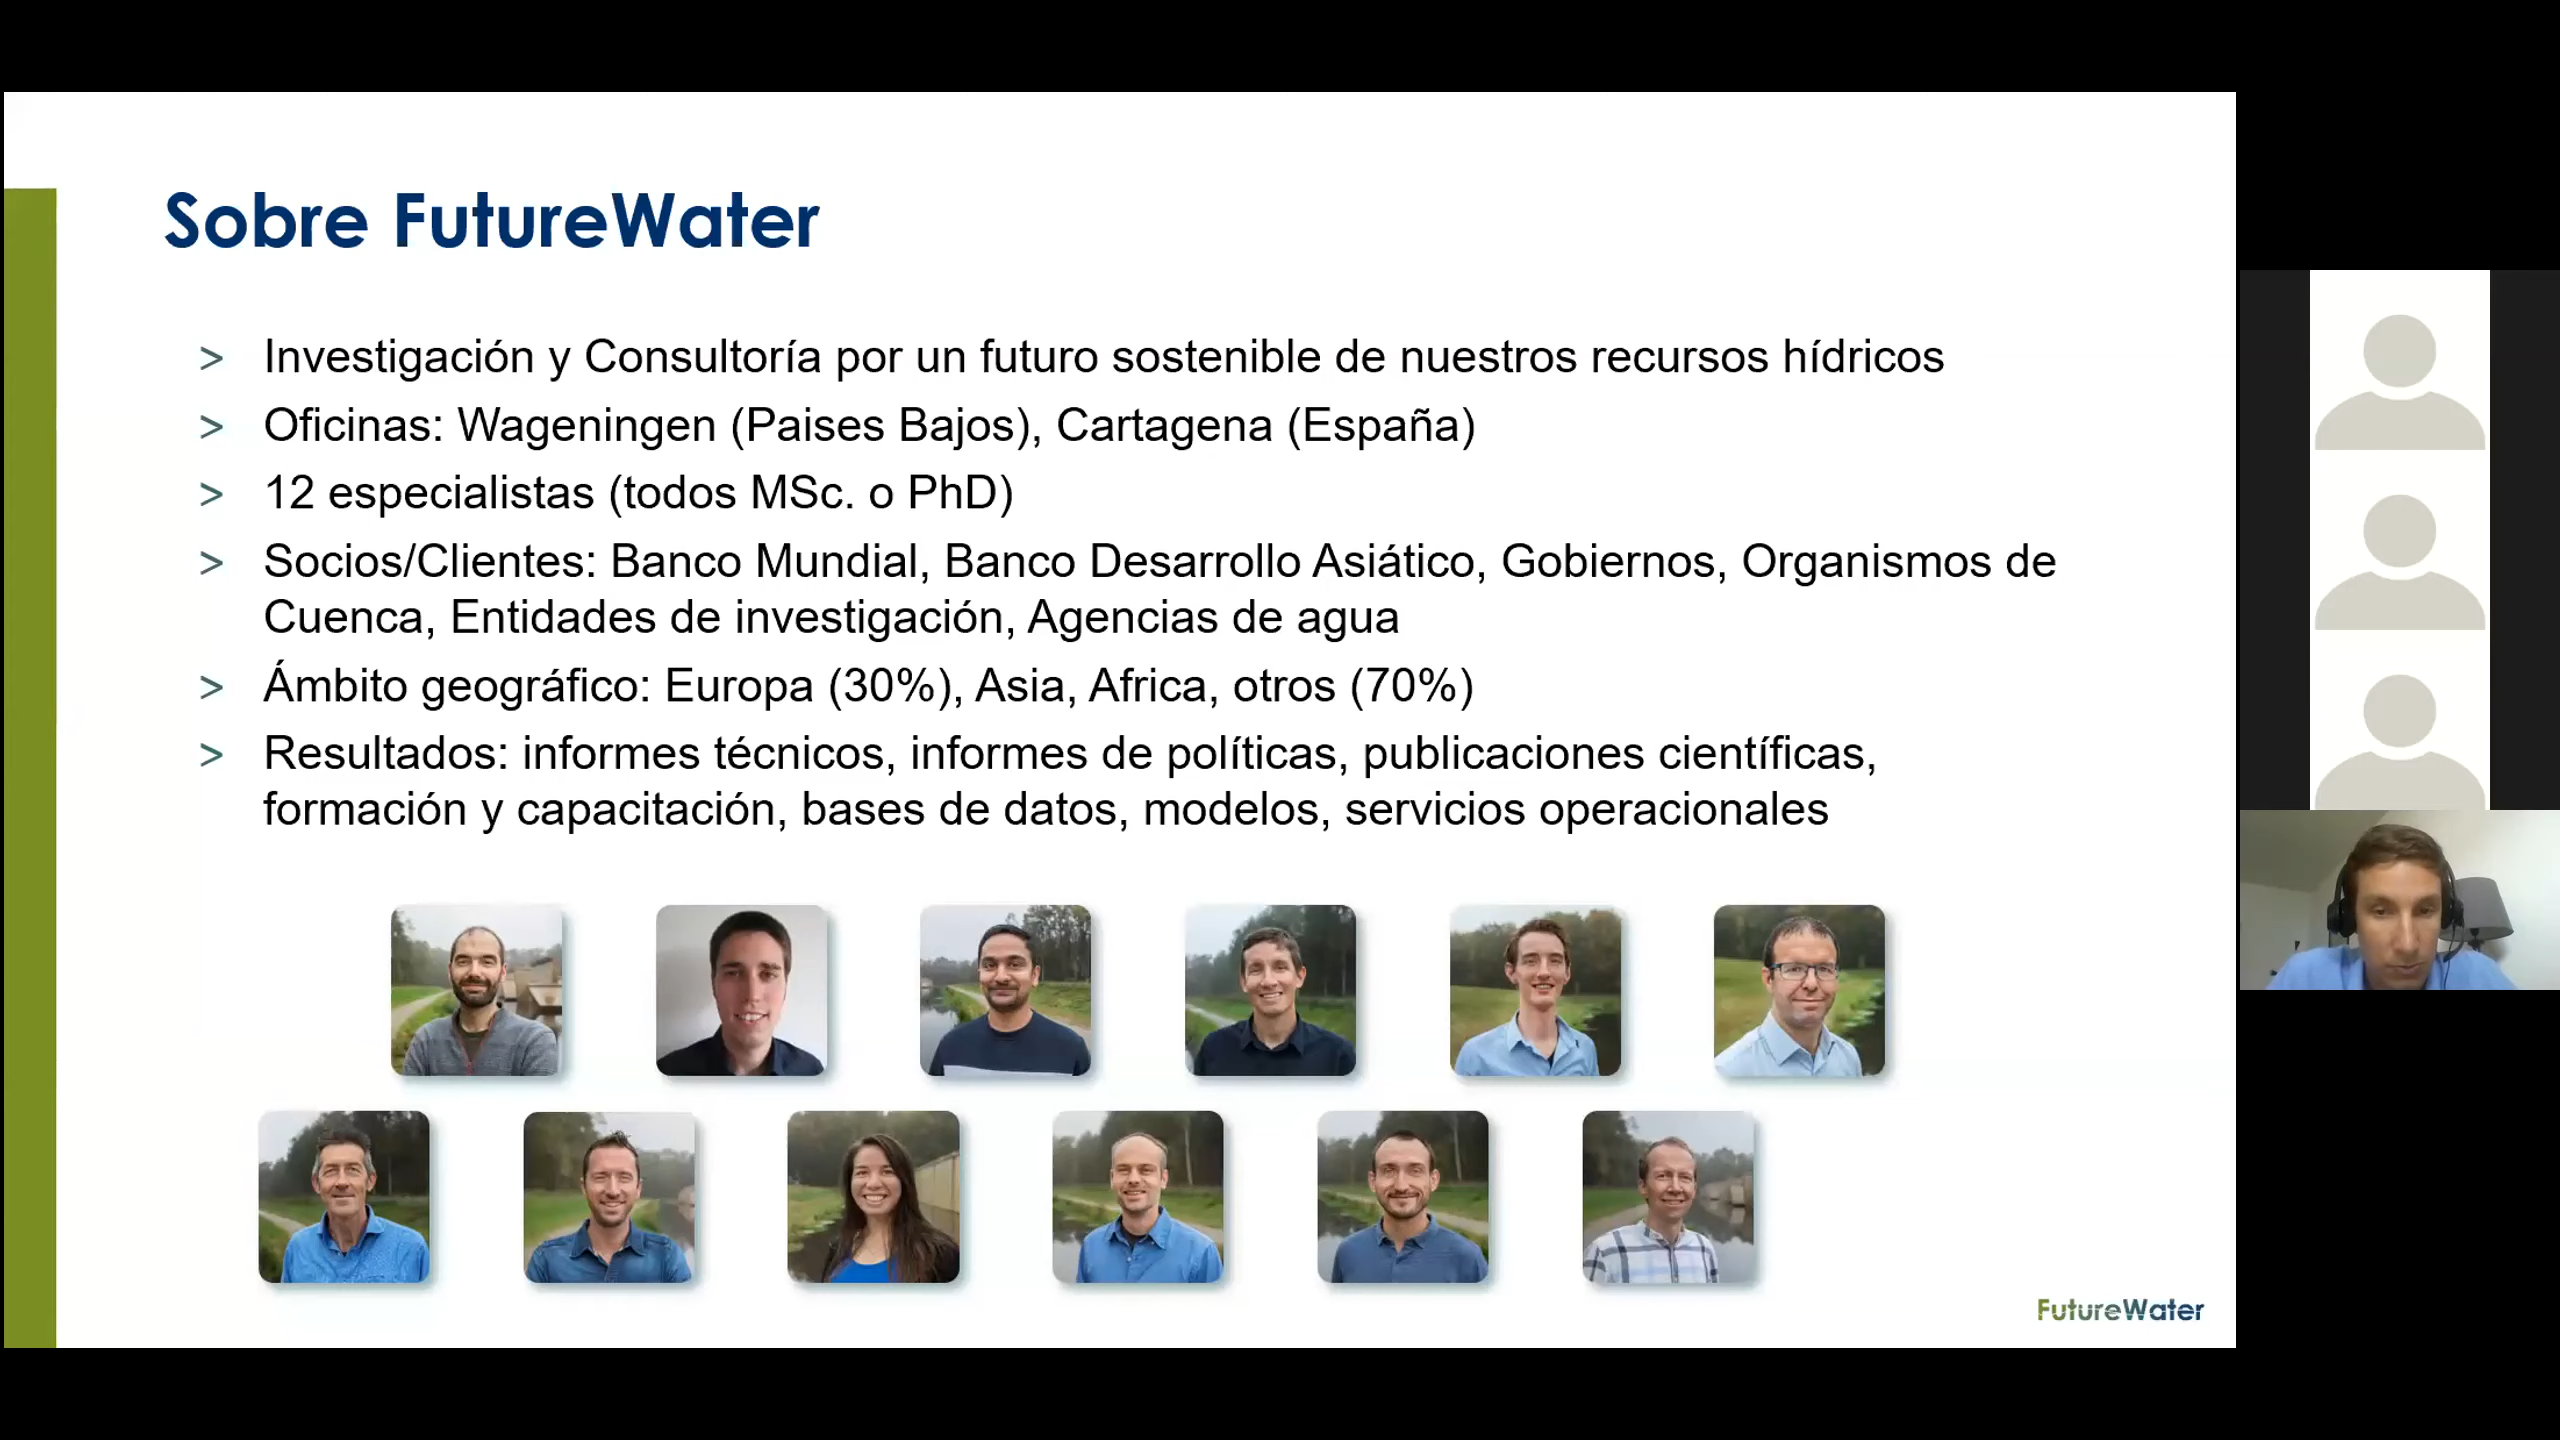 Sobre FutureWater
> Investigación y Consultoría por un futuro sostenible de nuestros recursos hídricos
> Oficinas: Wageningen (Paises Bajos), Cartagena (España)
> 12 especialistas (todos MSc. o PhD)
> Socios/Clientes: Banco Mundial, Banco Desarrollo Asiático, Gobiernos, Organismos de
Cuenca, Entidades de investigación, Agencias de agua
> Ámbito geográfico: Europa (30%), Asia, Africa, otros (70%)
> Resultados: informes técnicos, informes de políticas, publicaciones científicas,
formación y capacitación, bases de datos, modelos, servicios operacionales
FutureWater